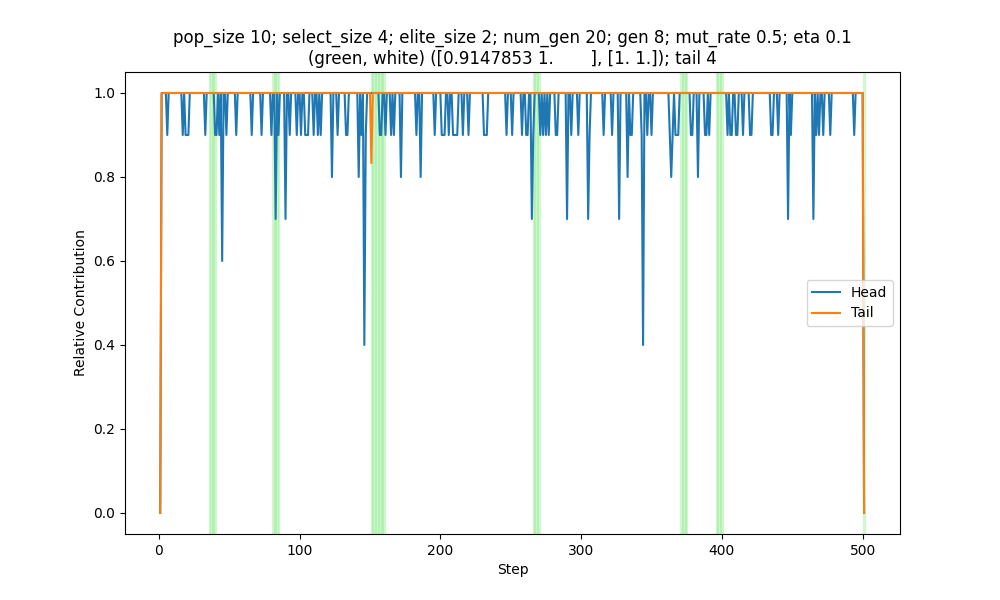 pop_size 10; select_size 4; elite_size 2; num_gen 20; gen 8; mut_rate 0.5; eta 0.1
(green, white) ([0.9147853 1.        ], [1. 1.]); tail 4
1.0
0.8
0.6
0.4
0.2
0.0
Relative Contribution
Head
Tail
0
100
200
300
400
500
Step